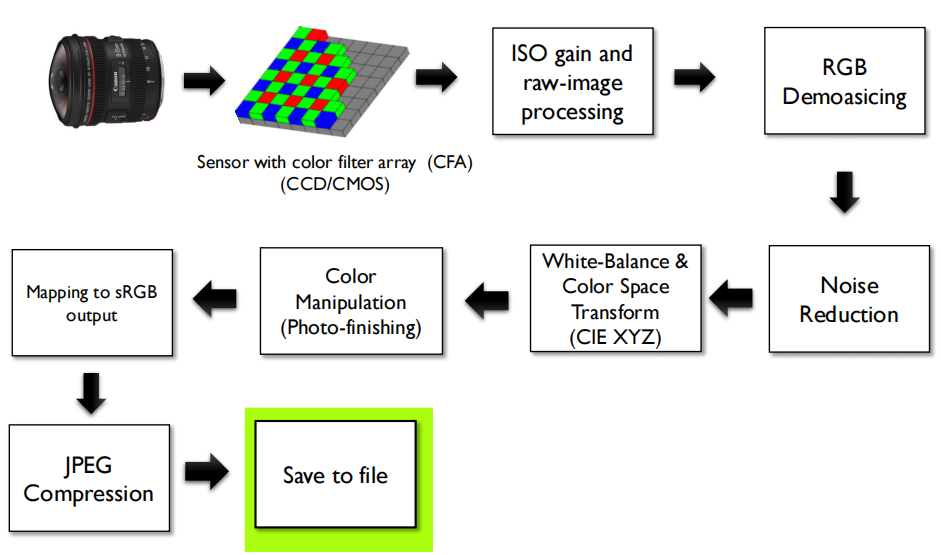 Canon
Sensor with color filter array (CFA)
(CCD/CMOS)
ISO gain and
raw-image
processing
RGB
Demoasicing
Noise
Reduction
White-Balance &
Color Space
Transform
(CIE XYZ)
Color
Manipulation
(Photo-finishing)
Mapping to sRGB
output
JPEG
Compression
Save to file